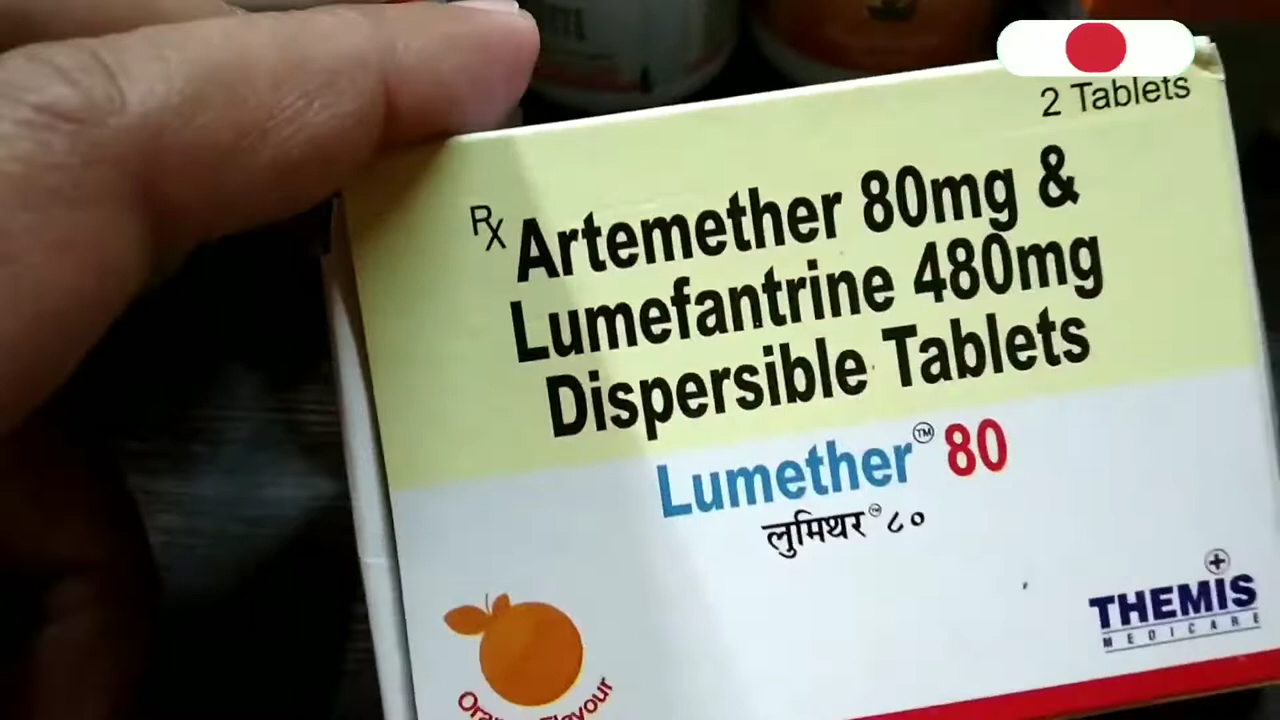 2 Tablets
Rx Artemether 80mg &
Lumefantrine 480mg
Dispersible Tablets
Lumether™ 80
लुमिथर™ ८०
THEMIS
MEDICARE